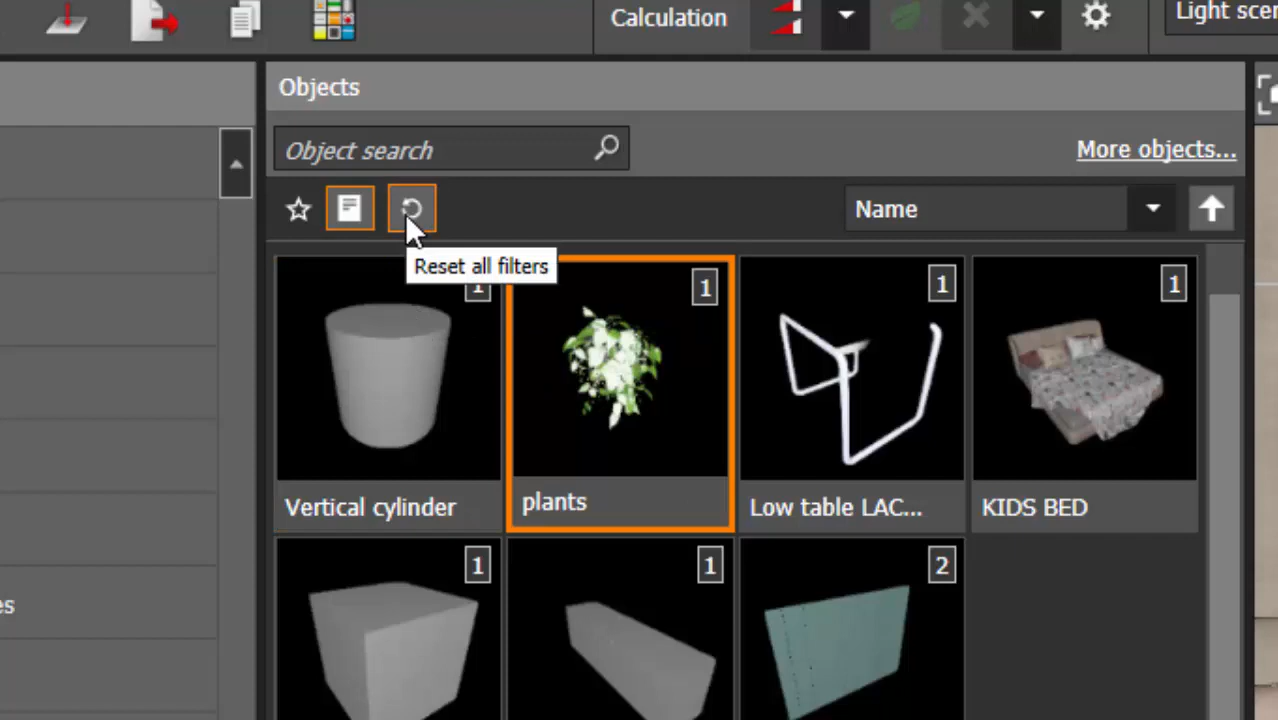 Calculation
Light scen
Objects
Object search
More objects...
Name
Reset all filters
1
1
1
1
Vertical cylinder
plants
Low table LAC...
KIDS BED
1
1
2
es